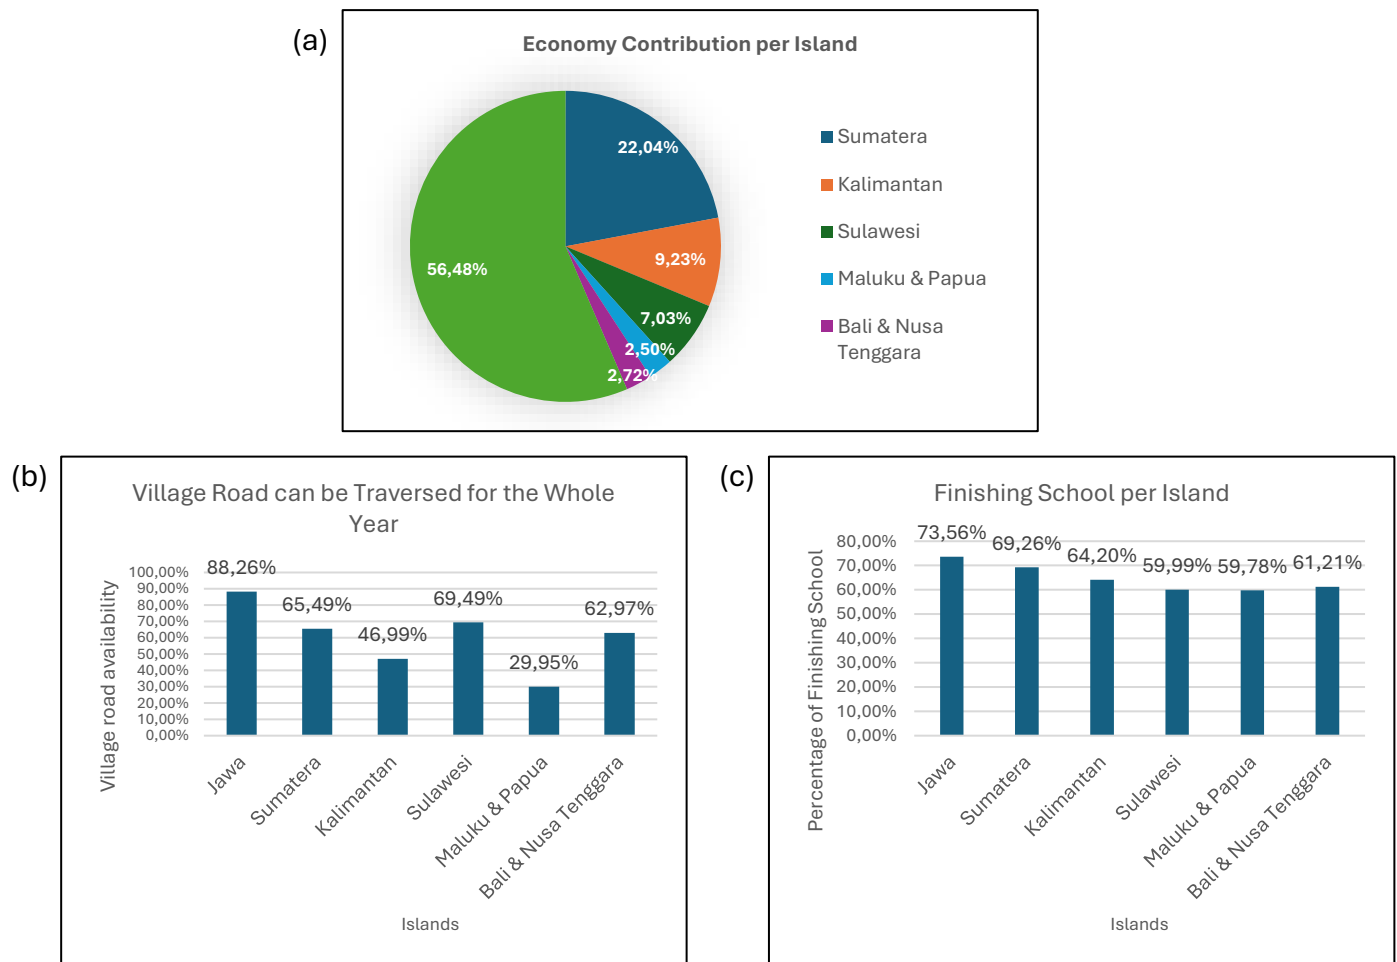 (a)
Economy Contribution per Island
22,04%
9,23%
7,03%
2,50%
2,72%
56,48%
Sumatera
Kalimantan
Sulawesi
Maluku & Papua
Bali & Nusa
Tenggara
(b)
Village Road can be Traversed for the Whole
Year
Village road availability
100,00%
90,00%
80,00%
70,00%
60,00%
50,00%
40,00%
30,00%
20,00%
10,00%
0,00%
88,26%
65,49%
46,99%
69,49%
29,95%
62,97%
Jawa
Sumatera
Kalimantan
Sulawesi
Maluku & Papua
Bali & Nusa Tenggara
Islands
(c)
Finishing School per Island
Percentage of Finishing School
80,00%
70,00%
60,00%
50,00%
40,00%
30,00%
20,00%
10,00%
0,00%
73,56%
69,26%
64,20%
59,99%
59,78%
61,21%
Jawa
Sumatera
Kalimantan
Sulawesi
Maluku & Papua
Bali & Nusa Tenggara
Islands